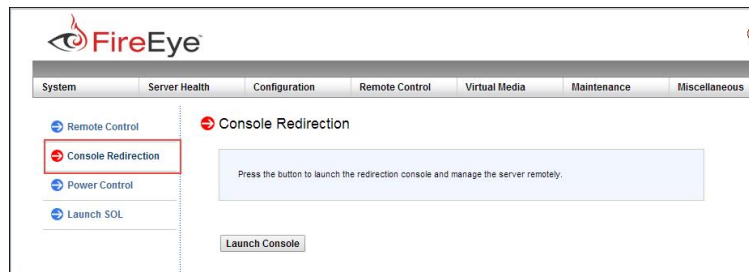 FireEye
System Server Health Configuration Remote Control Virtual Media Maintenance Miscellaneous
Remote Control
Console Redirection
Power Control
Launch SOL
Console Redirection
Press the button to launch the redirection console and manage the server remotely.
Launch Console